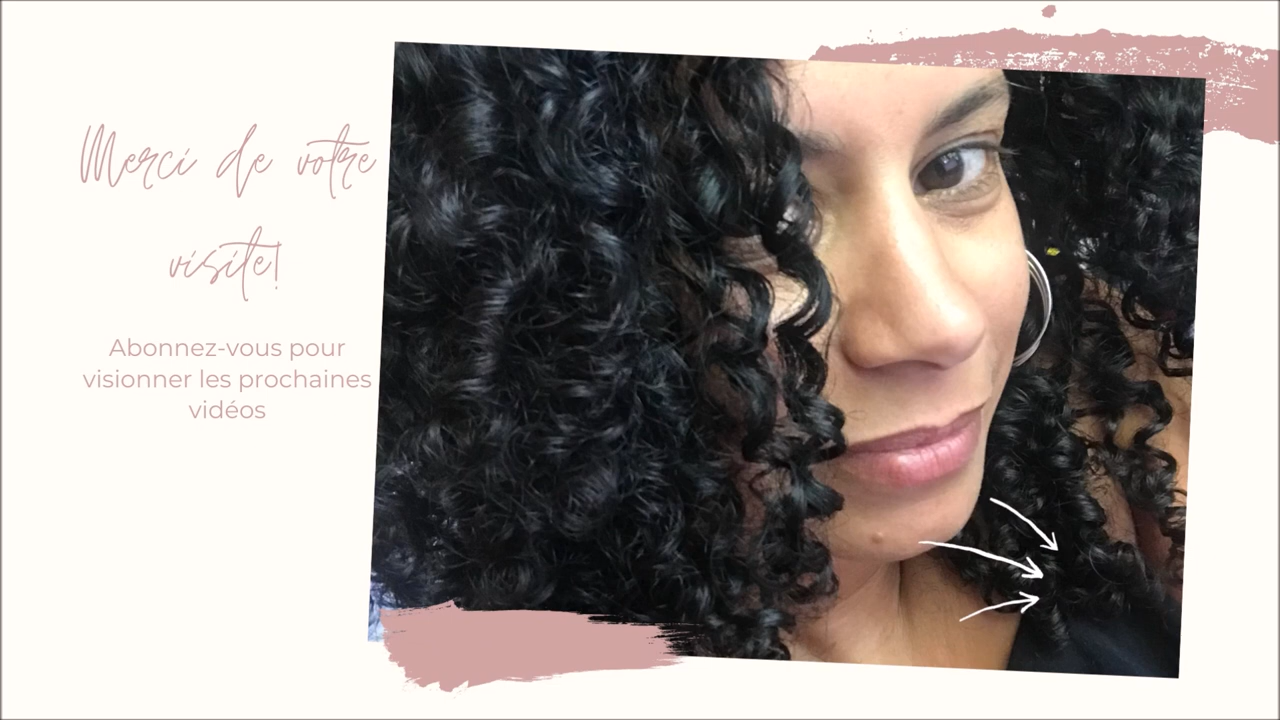 Merci de votre
visite!
Abonnez-vous pour
visionner les prochaines
vidéos